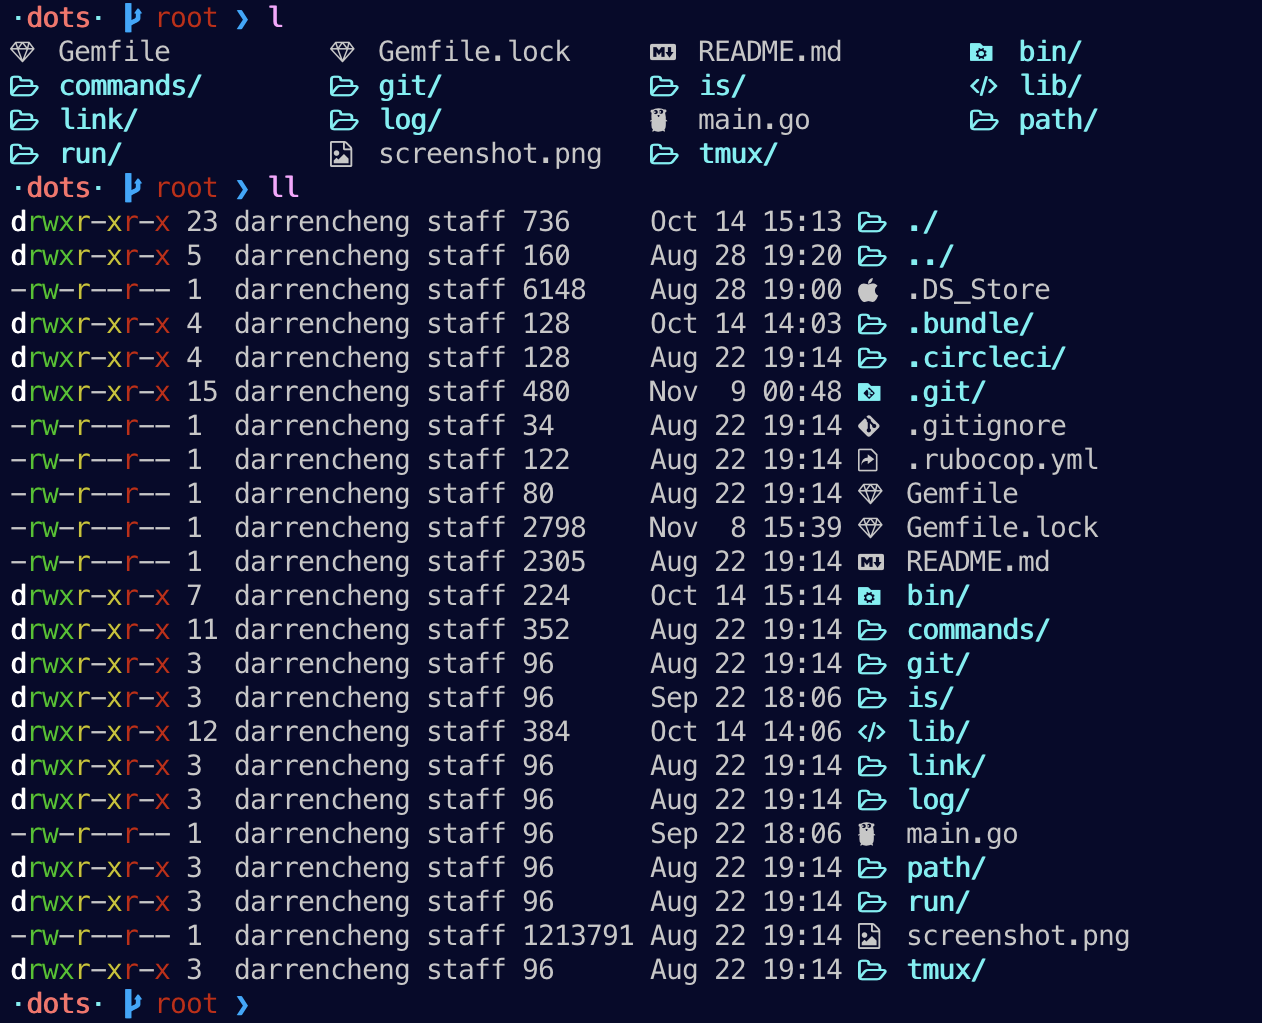 ·dots· root ❯ l
Gemfile Gemfile.lock README.md bin/
commands/ git/ is/ lib/
link/ log/ main.go path/
run/ screenshot.png tmux/
·dots· root ❯ ll
drwxr-xr-x 23 darrencheng staff 736 Oct 14 15:13 ./
drwxr-xr-x 5 darrencheng staff 160 Aug 28 19:20 ../
-rw-r--r-- 1 darrencheng staff 6148 Aug 28 19:00 .DS_Store
drwxr-xr-x 4 darrencheng staff 128 Oct 14 14:03 .bundle/
drwxr-xr-x 4 darrencheng staff 128 Aug 22 19:14 .circleci/
drwxr-xr-x 15 darrencheng staff 480 Nov 9 00:48 .git/
-rw-r--r-- 1 darrencheng staff 34 Aug 22 19:14 .gitignore
-rw-r--r-- 1 darrencheng staff 122 Aug 22 19:14 .rubocop.yml
-rw-r--r-- 1 darrencheng staff 80 Aug 22 19:14 Gemfile
-rw-r--r-- 1 darrencheng staff 2798 Nov 8 15:39 Gemfile.lock
-rw-r--r-- 1 darrencheng staff 2305 Aug 22 19:14 README.md
drwxr-xr-x 7 darrencheng staff 224 Oct 14 15:14 bin/
drwxr-xr-x 11 darrencheng staff 352 Aug 22 19:14 commands/
drwxr-xr-x 3 darrencheng staff 96 Aug 22 19:14 git/
drwxr-xr-x 3 darrencheng staff 96 Sep 22 18:06 is/
drwxr-xr-x 12 darrencheng staff 384 Oct 14 14:06 lib/
drwxr-xr-x 3 darrencheng staff 96 Aug 22 19:14 link/
drwxr-xr-x 3 darrencheng staff 96 Aug 22 19:14 log/
-rw-r--r-- 1 darrencheng staff 96 Sep 22 18:06 main.go
drwxr-xr-x 3 darrencheng staff 96 Aug 22 19:14 path/
drwxr-xr-x 3 darrencheng staff 96 Aug 22 19:14 run/
-rw-r--r-- 1 darrencheng staff 1213791 Aug 22 19:14 screenshot.png
drwxr-xr-x 3 darrencheng staff 96 Aug 22 19:14 tmux/
·dots· root ❯